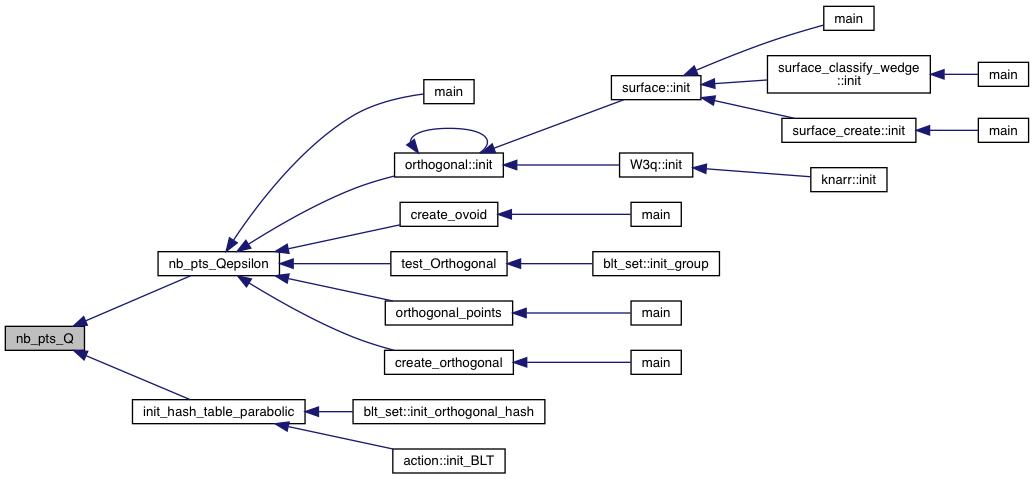 main
surface_classify_wedge
::init
main
surface::init
main
surface_create::init
main
orthogonal::init
W3q::init
knarr::init
create_ovoid
main
nb_pts_Qepsilon
test_Orthogonal
blt_set::init_group
orthogonal_points
main
nb_pts_Q
create_orthogonal
main
init_hash_table_parabolic
blt_set::init_orthogonal_hash
action::init_BLT